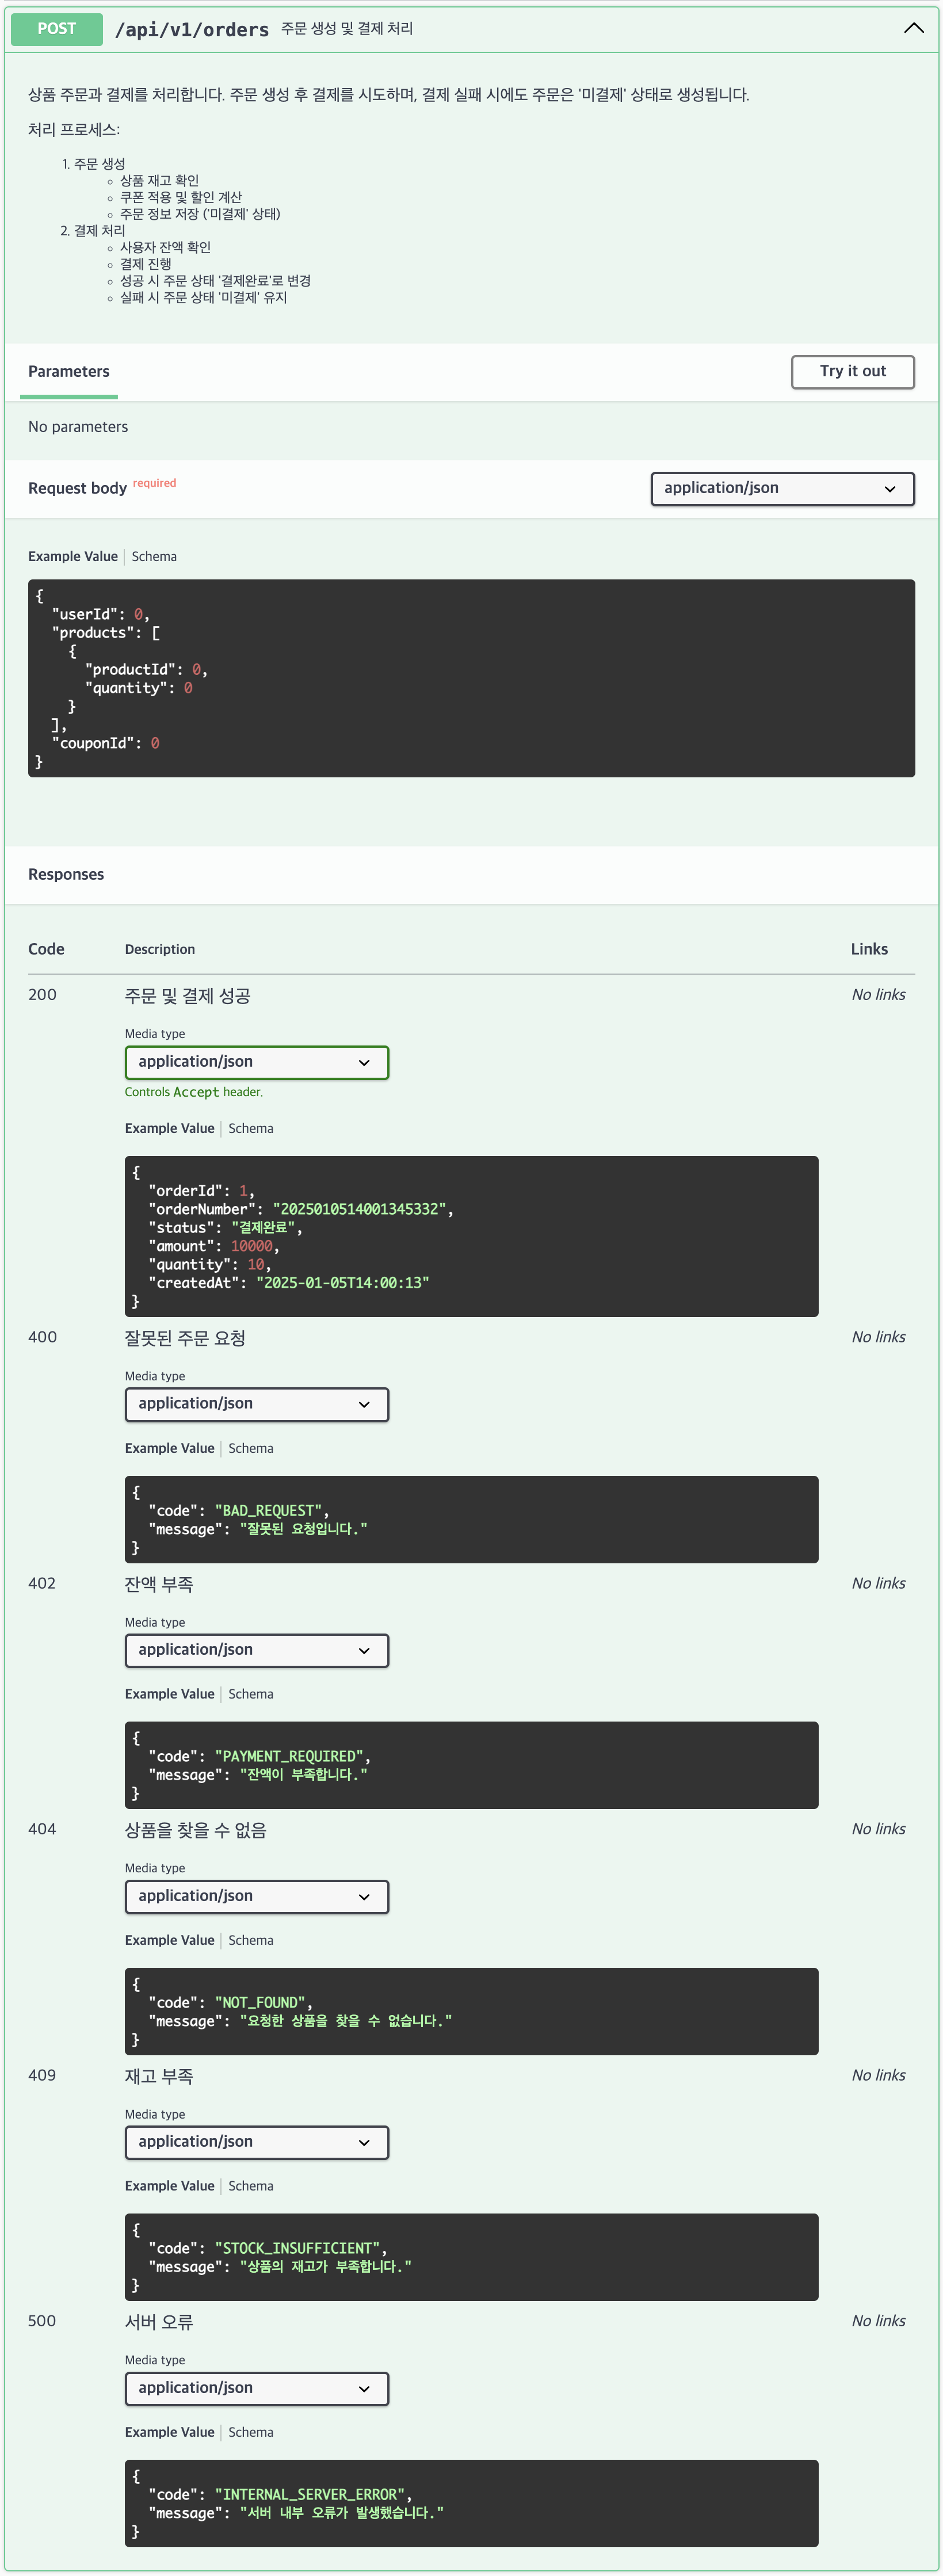 POST /api/v1/orders 주문 생성 및 결제 처리
상품 주문과 결제를 처리합니다. 주문 생성 후 결제를 시도하며, 결제 실패 시에도 주문은 '미결제' 상태로 생성됩니다.
처리 프로세스:
1. 주문 생성
◦ 상품 재고 확인
◦ 쿠폰 적용 및 할인 계산
◦ 주문 정보 저장 ('미결제' 상태)
2. 결제 처리
◦ 사용자 잔액 확인
◦ 결제 진행
◦ 성공 시 주문 상태 '결제완료'로 변경
◦ 실패 시 주문 상태 '미결제' 유지
Parameters Try it out
No parameters
Request body required application/json
Example Value Schema
{
  "userId": 0,
  "products": [
    {
      "productId": 0,
      "quantity": 0
    }
  ],
  "couponId": 0
}
Responses
Code Description Links
200 주문 및 결제 성공 No links
Media type
application/json
Controls Accept header.
Example Value Schema
{
  "orderId": 1,
  "orderNumber": "2025010514001345332",
  "status": "결제완료",
  "amount": 10000,
  "quantity": 10,
  "createdAt": "2025-01-05T14:00:13"
}
400 잘못된 주문 요청 No links
Media type
application/json
Example Value Schema
{
  "code": "BAD_REQUEST",
  "message": "잘못된 요청입니다."
}
402 잔액 부족 No links
Media type
application/json
Example Value Schema
{
  "code": "PAYMENT_REQUIRED",
  "message": "잔액이 부족합니다."
}
404 상품을 찾을 수 없음 No links
Media type
application/json
Example Value Schema
{
  "code": "NOT_FOUND",
  "message": "요청한 상품을 찾을 수 없습니다."
}
409 재고 부족 No links
Media type
application/json
Example Value Schema
{
  "code": "STOCK_INSUFFICIENT",
  "message": "상품의 재고가 부족합니다."
}
500 서버 오류 No links
Media type
application/json
Example Value Schema
{
  "code": "INTERNAL_SERVER_ERROR",
  "message": "서버 내부 오류가 발생했습니다."
}